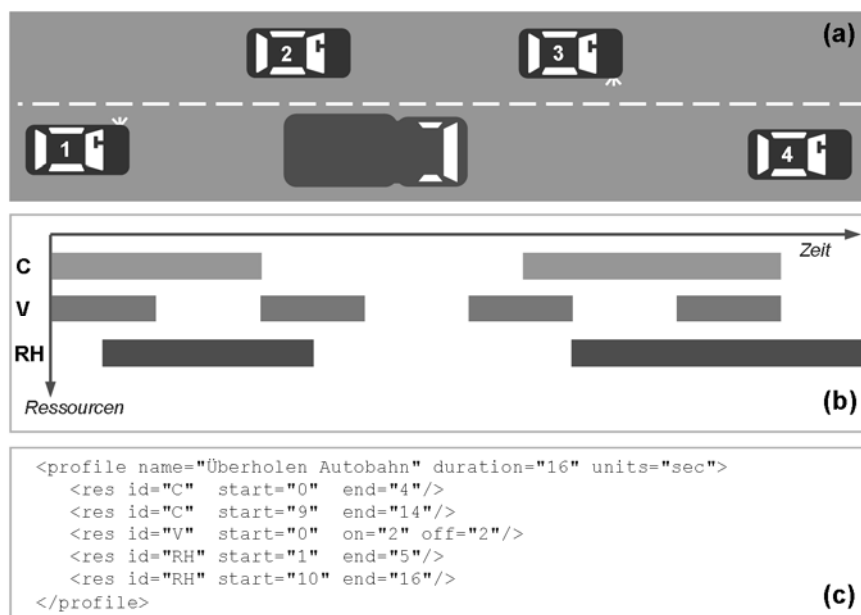 (a)
2
3
1
4
Zeit
C
V
RH
Ressourcen
(b)
<profile name="Überholen Autobahn" duration="16" units="sec">
<res id="C" start="0" end="4"/>
<res id="C" start="9" end="14"/>
<res id="V" start="0" on="2" off="2"/>
<res id="RH" start="1" end="5"/>
<res id="RH" start="10" end="16"/>
</profile>
(c)